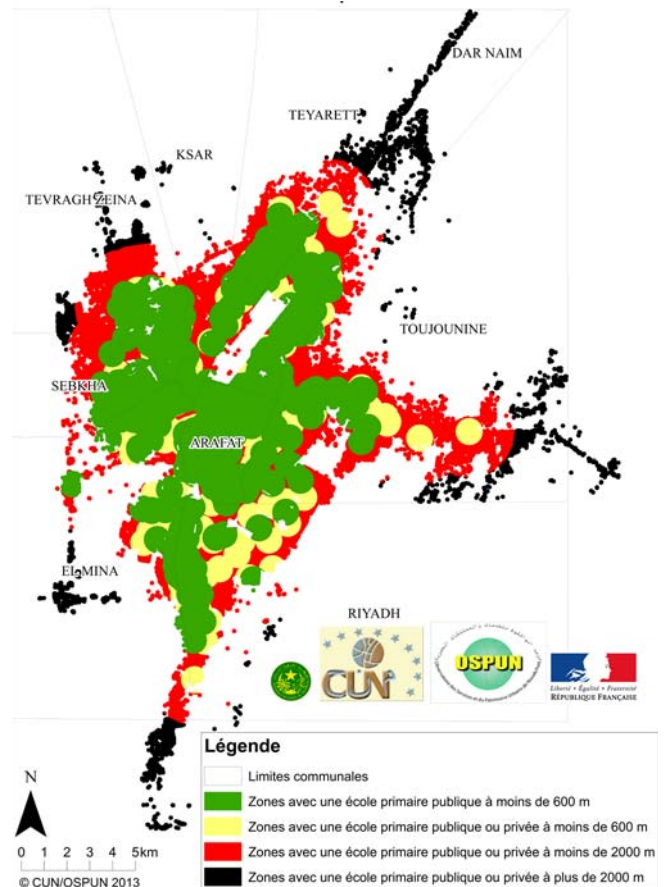 DAR NAIM
TEYARETT
KSAR
TEVRAGH ZEINA
TOUJOUNINE
SEBKHA
ARAFAT
EL MINA
RIYADH
CUN
OSPUN
Liberté • Égalité • Fraternité
RÉPUBLIQUE FRANÇAISE
Légende
Limites communales
Zones avec une école primaire publique à moins de 600 m
Zones avec une école primaire publique ou privée à moins de 600 m
Zones avec une école primaire publique ou privée à moins de 2000 m
Zones avec une école primaire publique ou privée à plus de 2000 m
N
0 1 2 3 4 5km
© CUN/OSPUN 2013